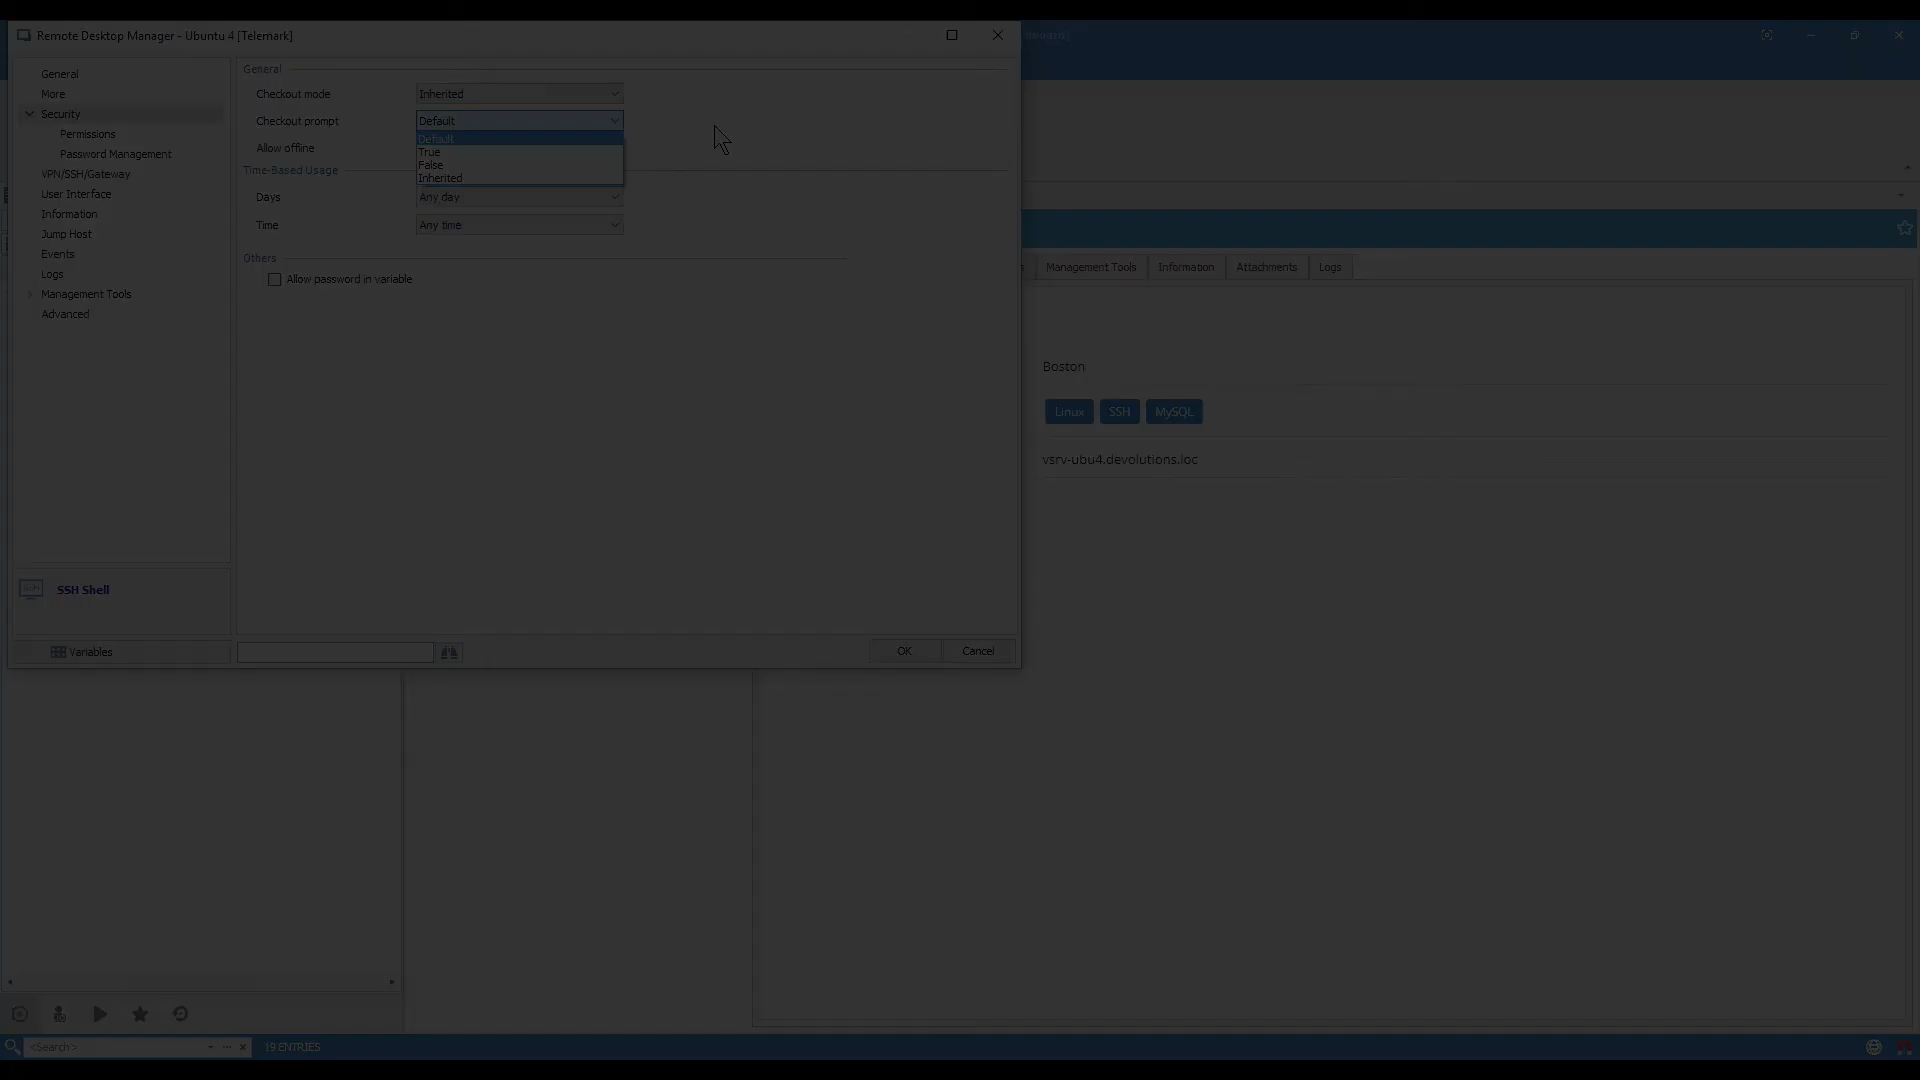 Remote Desktop Manager - Ubuntu 4 [Telemark]
General
More
Security
Permissions
Password Management
VPN/SSH/Gateway
User Interface
Information
Jump Host
Events
Logs
Management Tools
Advanced
SSH Shell
Variables
General
Checkout mode
Inherited
Checkout prompt
Default
Default
True
False
Inherited
Allow offline
Time-Based Usage
Days
Any day
Time
Any time
Others
Allow password in variable
OK
Cancel
Management Tools
Information
Attachments
Logs
Boston
Linux
SSH
MySQL
vsrv-ubu4.devolutions.loc
<Search>
19 ENTRIES